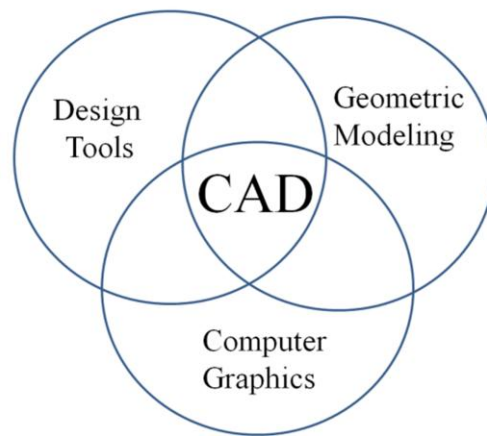 Design
Tools
Geometric
Modeling
CAD
Computer
Graphics